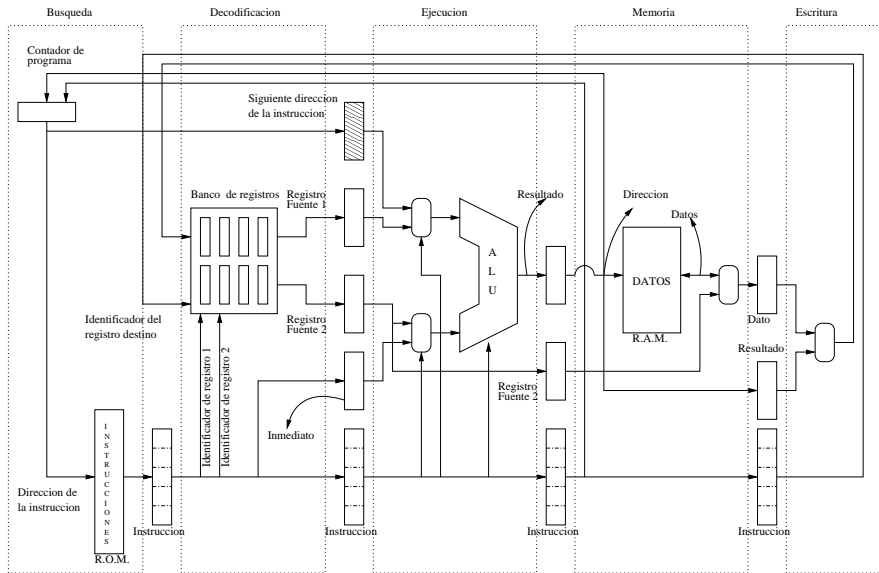 Busqueda
Decodificacion
Ejecucion
Memoria
Escritura
Contador de
programa
Siguiente direccion
de la instruccion
Banco de registros
Registro
Fuente 1
Resultado
Direccion
Datos
A
L
U
DATOS
R.A.M.
Dato
Identificador del
registro destino
Registro
Fuente 2
Resultado
Identificador de registro 1
Identificador de registro 2
Registro
Fuente 2
Inmediato
INSTRUCCIONES
Direccion de
la instruccion
R.O.M.
Instruccion
Instruccion
Instruccion
Instruccion